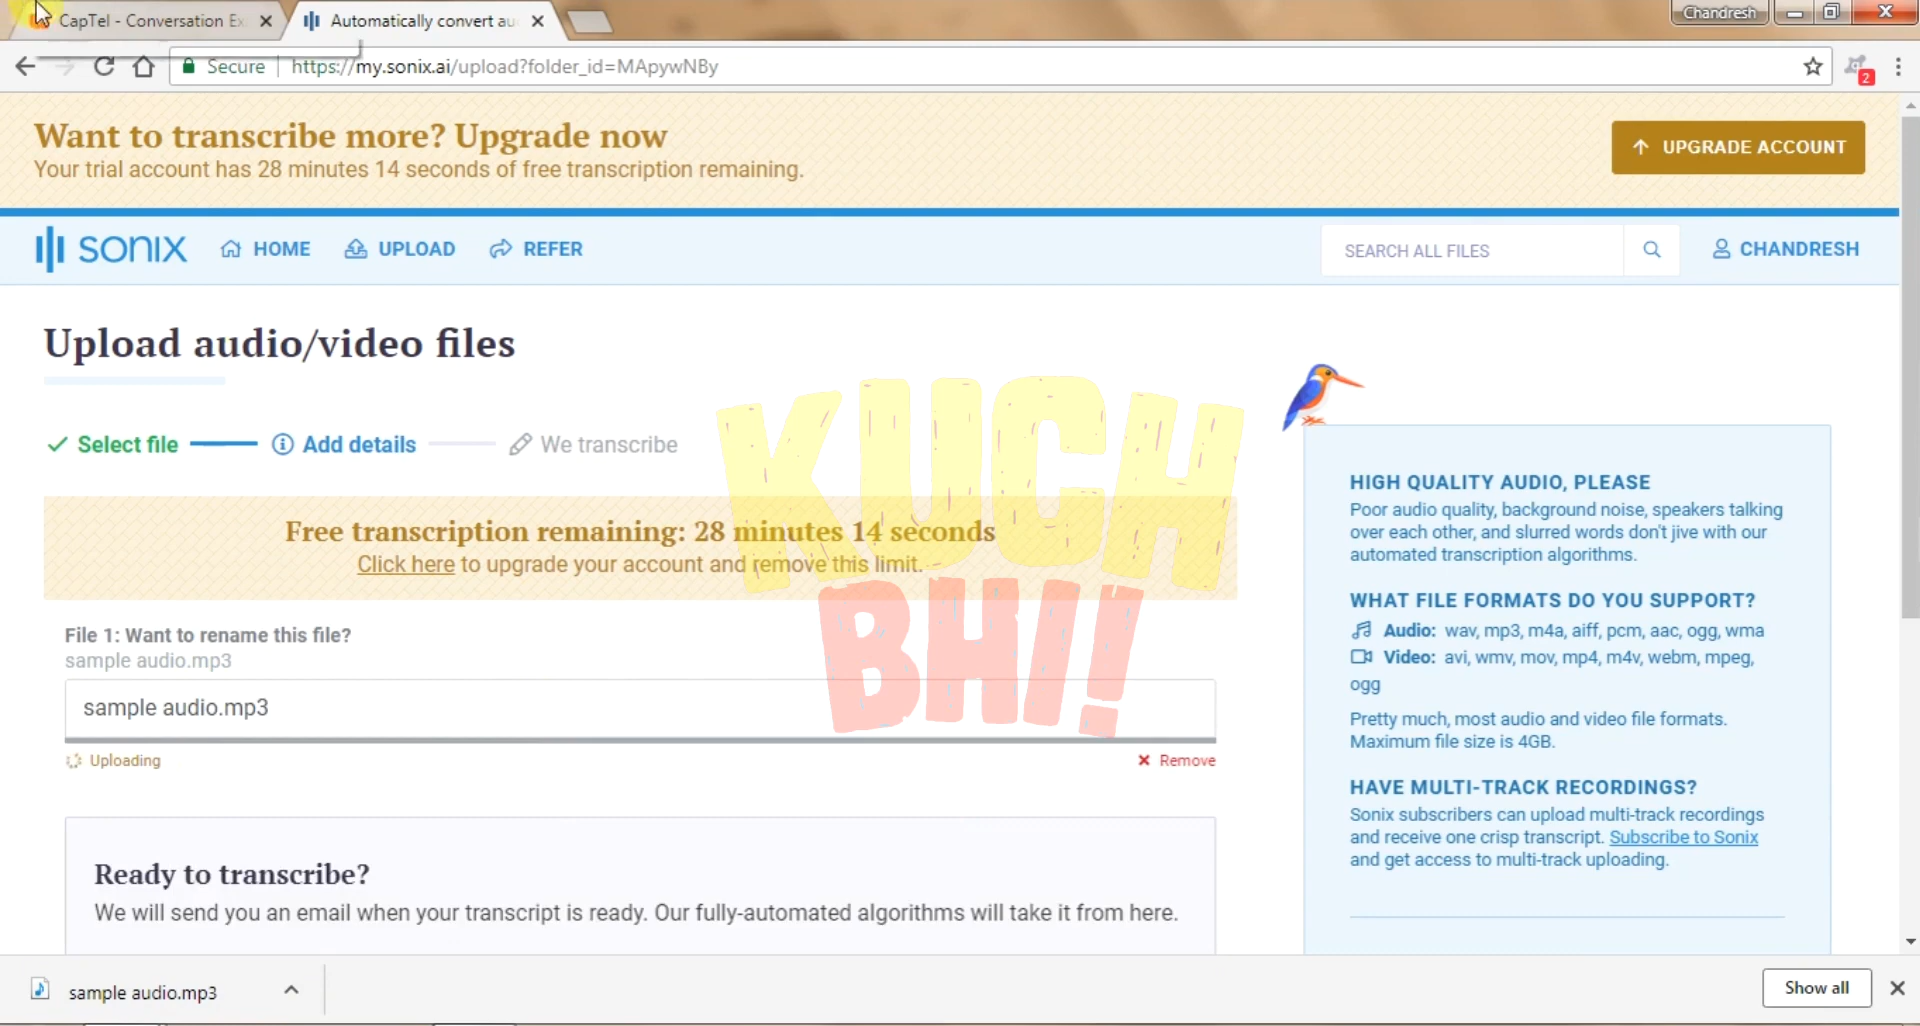 CapTel - Conversation Ex
Automatically convert au
Chandresh
Secure
https://my.sonix.ai/upload?folder_id=MApywNBy
2
Want to transcribe more? Upgrade now
Your trial account has 28 minutes 14 seconds of free transcription remaining.
UPGRADE ACCOUNT
SONIX
HOME
UPLOAD
REFER
SEARCH ALL FILES
CHANDRESH
Upload audio/video files
Select file
Add details
We transcribe
Free transcription remaining: 28 minutes 14 seconds
Click here to upgrade your account and remove this limit.
KUCH
BHI!!
File 1: Want to rename this file?
sample audio.mp3
sample audio.mp3
Uploading
Remove
Ready to transcribe?
We will send you an email when your transcript is ready. Our fully-automated algorithms will take it from here.
HIGH QUALITY AUDIO, PLEASE
Poor audio quality, background noise, speakers talking
over each other, and slurred words don't jive with our
automated transcription algorithms.
WHAT FILE FORMATS DO YOU SUPPORT?
Audio: wav, mp3, m4a, aiff, pcm, aac, ogg, wma
Video: avi, wmv, mov, mp4, m4v, webm, mpeg,
ogg
Pretty much, most audio and video file formats.
Maximum file size is 4GB.
HAVE MULTI-TRACK RECORDINGS?
Sonix subscribers can upload multi-track recordings
and receive one crisp transcript. Subscribe to Sonix
and get access to multi-track uploading.
sample audio.mp3
Show all